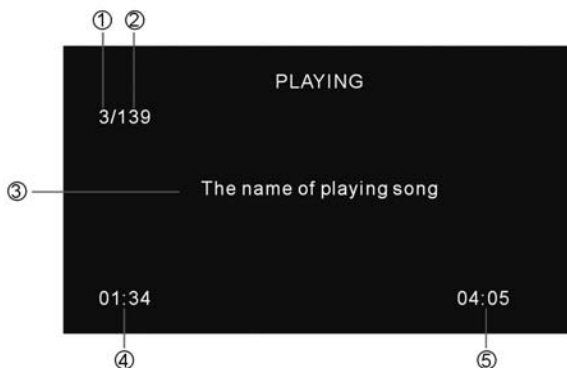 ① ②
PLAYING
3/139
③ The name of playing song
01:34 04:05
④ ⑤